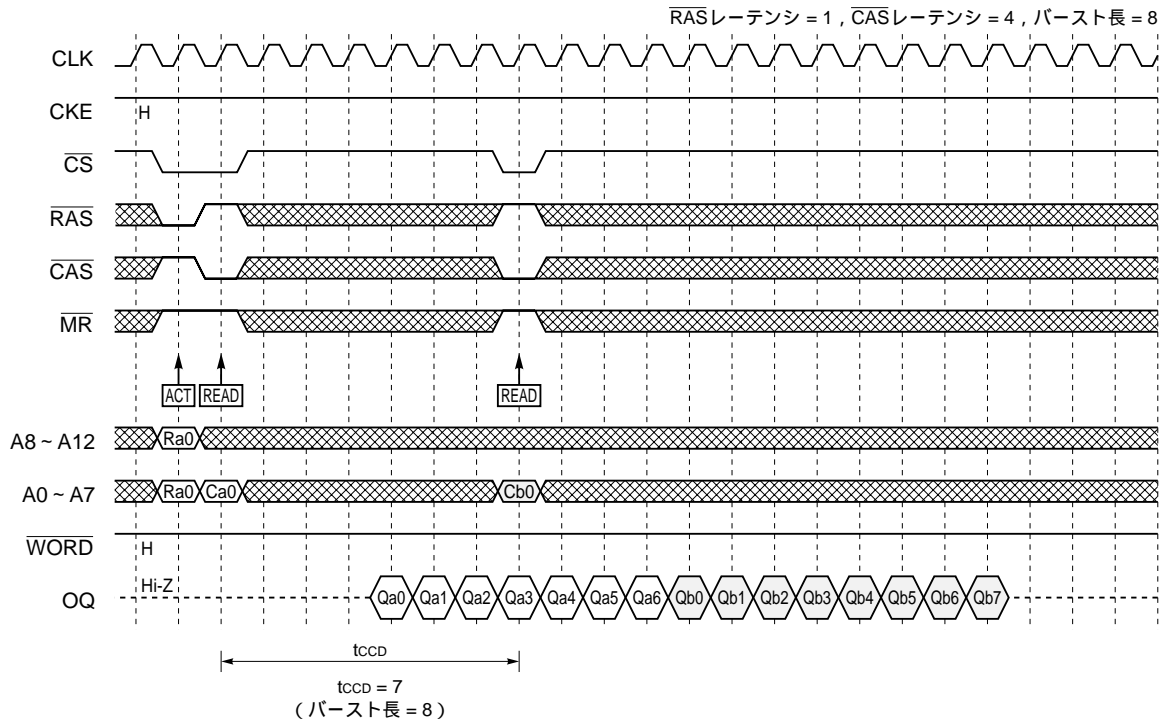 RASレーテンシ = 1 , CASレーテンシ = 4 , バースト長 = 8
CLK
CKE H
CS
RAS
CAS
MR
ACT READ READ
A8 ~ A12 Ra0
A0 ~ A7 Ra0 Ca0 Cb0
WORD H
OQ Hi-Z Qa0 Qa1 Qa2 Qa3 Qa4 Qa5 Qa6 Qb0 Qb1 Qb2 Qb3 Qb4 Qb5 Qb6 Qb7
tCCD
tCCD = 7
( バースト長 = 8 )